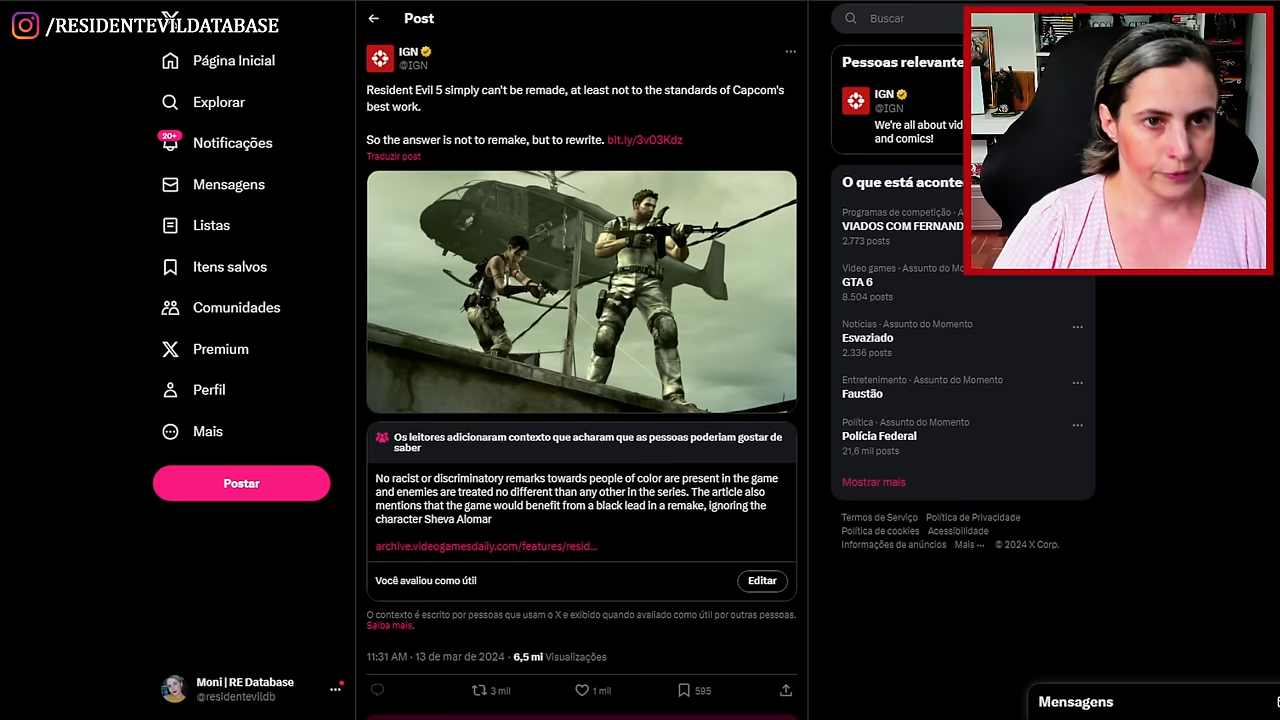 /RESIDENTEVILDATABASE
Página Inicial
Explorar
20+
Notificações
Mensagens
Listas
Itens salvos
Comunidades
Premium
Perfil
Mais
Postar
Moni | RE Database
@residentevildb
Post
IGN
@IGN
Resident Evil 5 simply can't be remade, at least not to the standards of Capcom's
best work.
So the answer is not to remake, but to rewrite. bit.ly/3v03Kdz
Traduzir post
Os leitores adicionaram contexto que acharam que as pessoas poderiam gostar de
saber
No racist or discriminatory remarks towards people of color are present in the game
and enemies are treated no different than any other in the series. The article also
mentions that the game would benefit from a black lead in a remake, ignoring the
character Sheva Alomar
archive.videogamesdaily.com/features/resid...
Você avaliou como útil
Editar
O contexto é escrito por pessoas que usam o X e exibido quando avaliado como útil por outras pessoas.
Saiba mais.
11:31 AM · 13 de mar de 2024 · 6,5 mi Visualizações
3 mil
1 mil
595
Buscar
Pessoas relevante
IGN
@IGN
We're all about vid
and comics!
O que está aconte
Programas de competição · A
VIADOS COM FERNAND
2.773 posts
Video games · Assunto do Mo
GTA 6
8.504 posts
Notícias · Assunto do Momento
Esvaziado
2.336 posts
Entretenimento · Assunto do Momento
Faustão
Política · Assunto do Momento
Polícia Federal
21,6 mil posts
Mostrar mais
Termos de Serviço Política de Privacidade
Política de cookies Acessibilidade
Informações de anúncios Mais ··· © 2024 X Corp.
Mensagens